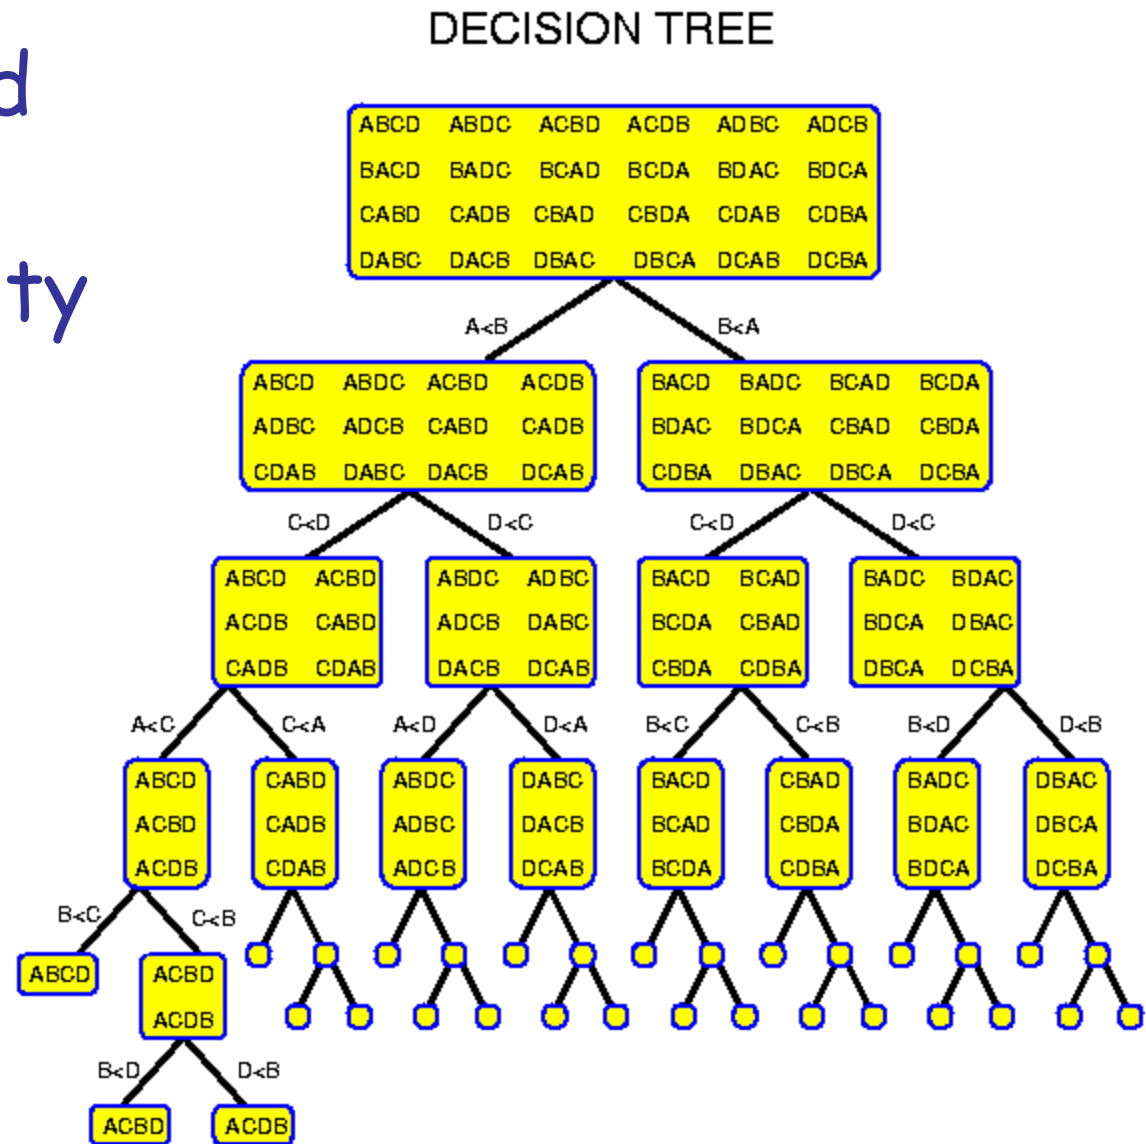 DECISION TREE
d
ty
ABCD ABDC ACBD ACDB ADBC ADCB
BACD BADC BCAD BCDA BDAC BDCA
CABD CADB CBAD CBDA CDAB CDBA
DABC DACB DBAC DBCA DCAB DCBA
A<B B<A
ABCD ABDC ACBD ACDB
ADBC ADCB CABD CADB
CDAB DABC DACB DCAB
BACD BADC BCAD BCDA
BDAC BDCA CBAD CBDA
CDBA DBAC DBCA DCBA
C<D D<C C<D D<C
ABCD ACBD
ACDB CABD
CADB CDAB
ABDC ADBC
ADCB DABC
DACB DCAB
BACD BCAD
BCDA CBAD
CBDA CDBA
BADC BDAC
BDCA DBAC
DBCA DCBA
A<C C<A A<D D<A B<C C<B B<D D<B
ABCD
ACBD
ACDB
CABD
CADB
CDAB
ABDC
ADBC
ADCB
DABC
DACB
DCAB
BACD
BCAD
BCDA
CBAD
CBDA
CDBA
BADC
BDAC
BDCA
DBAC
DBCA
DCBA
B<C C<B
ABCD
ACBD
ACDB
B<D D<B
ACBD ACDB